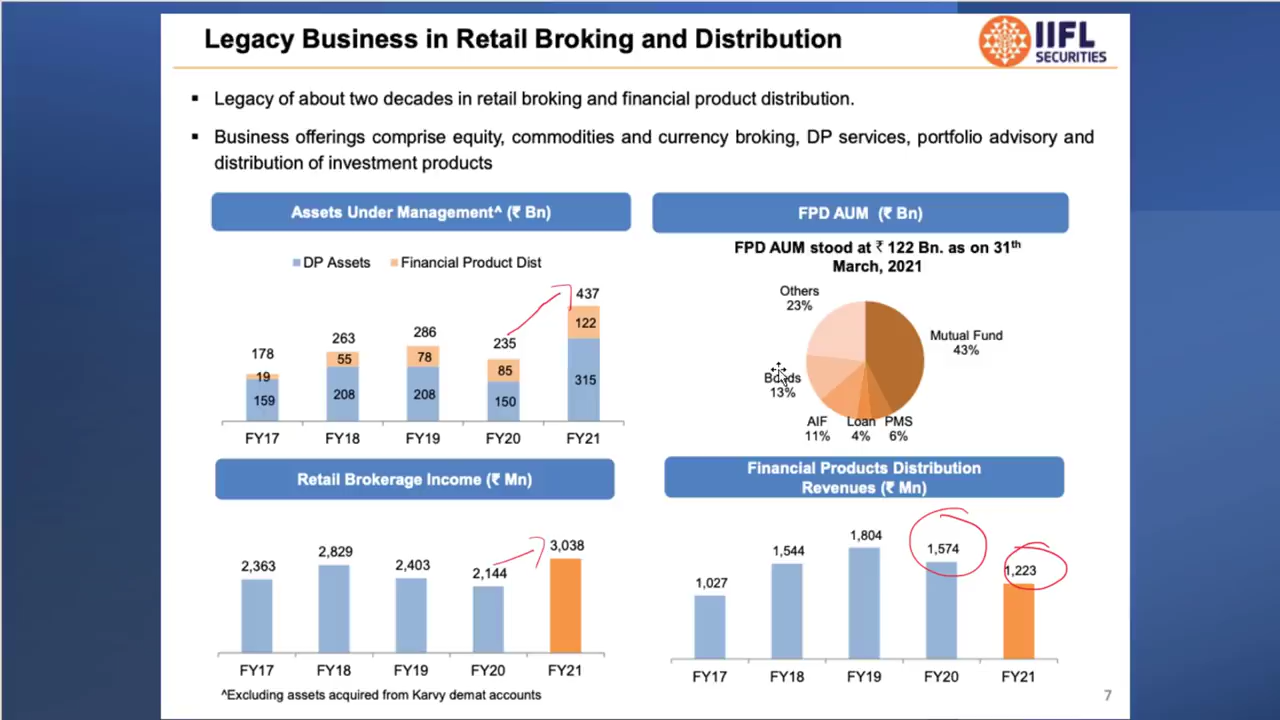 Legacy Business in Retail Broking and Distribution
IIFL
SECURITIES
▪ Legacy of about two decades in retail broking and financial product distribution.
▪ Business offerings comprise equity, commodities and currency broking, DP services, portfolio advisory and
distribution of investment products
Assets Under Management^ (₹ Bn)
DP Assets Financial Product Dist
178 263 286 235 437
19 55 78 85 122
159 208 208 150 315
FY17 FY18 FY19 FY20 FY21
FPD AUM (₹ Bn)
FPD AUM stood at ₹ 122 Bn. as on 31th
March, 2021
Others
23%
Mutual Fund
43%
Bonds
13%
AIF
11%
Loan
4%
PMS
6%
Retail Brokerage Income (₹ Mn)
2,363 2,829 2,403 2,144 3,038
FY17 FY18 FY19 FY20 FY21
Financial Products Distribution
Revenues (₹ Mn)
1,027 1,544 1,804 1,574 1,223
FY17 FY18 FY19 FY20 FY21
^Excluding assets acquired from Karvy demat accounts
7